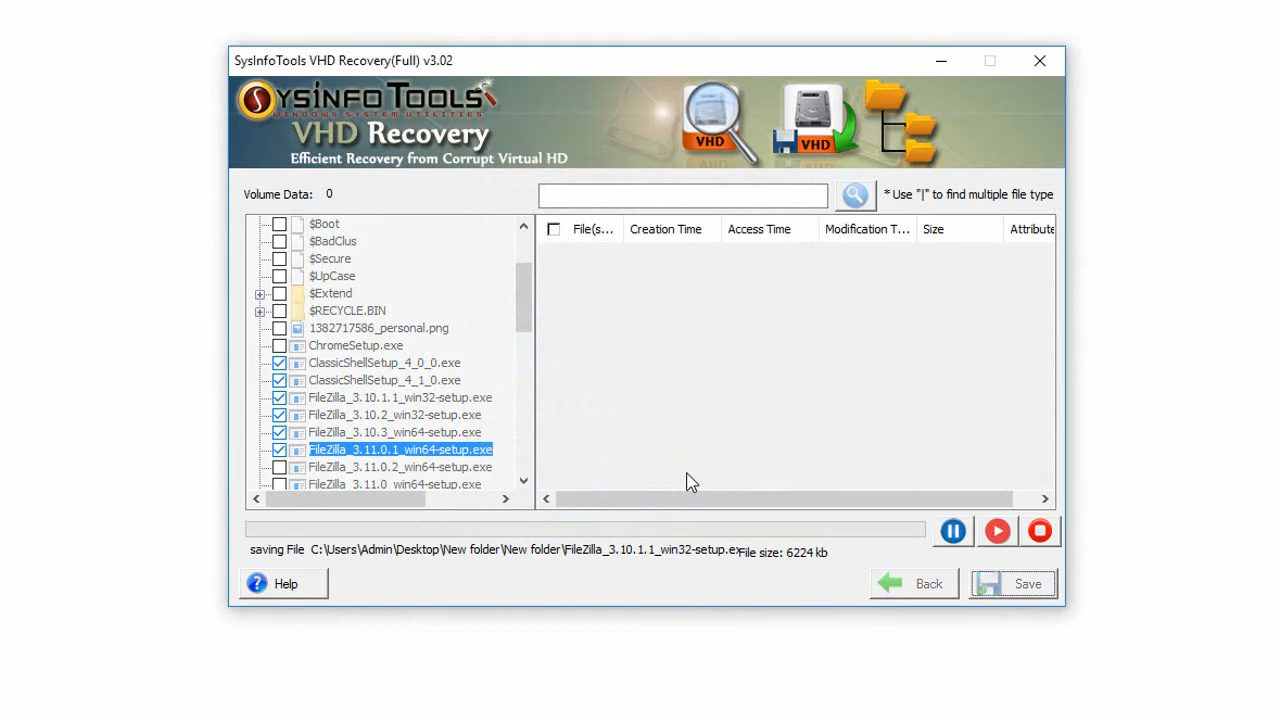 SysInfoTools VHD Recovery(Full) v3.02
SYSINFO TOOLS
WINDOWS SYSTEM UTILITIES
VHD Recovery
Efficient Recovery from Corrupt Virtual HD
VHD
VHD
Volume Data: 0
* Use "|" to find multiple file type
$Boot
$BadClus
$Secure
$UpCase
$Extend
$RECYCLE.BIN
1382717586_personal.png
ChromeSetup.exe
ClassicShellSetup_4_0_0.exe
ClassicShellSetup_4_1_0.exe
FileZilla_3.10.1.1_win32-setup.exe
FileZilla_3.10.2_win32-setup.exe
FileZilla_3.10.3_win64-setup.exe
FileZilla_3.11.0.1_win64-setup.exe
FileZilla_3.11.0.2_win64-setup.exe
FileZilla_3.11.0_win64-setup.exe
File(s... Creation Time Access Time Modification T... Size Attribute
saving File C:\Users\Admin\Desktop\New folder\New folder\FileZilla_3.10.1.1_win32-setup.ex File size: 6224 kb
Help
Back
Save